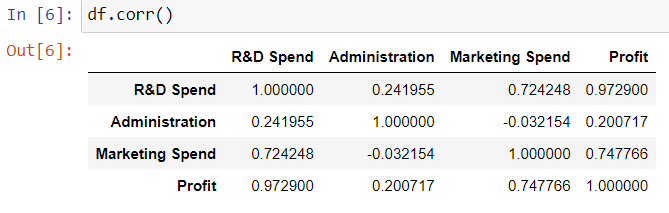 In [6]: df.corr()
Out[6]:
R&D Spend Administration Marketing Spend Profit
R&D Spend 1.000000 0.241955 0.724248 0.972900
Administration 0.241955 1.000000 -0.032154 0.200717
Marketing Spend 0.724248 -0.032154 1.000000 0.747766
Profit 0.972900 0.200717 0.747766 1.000000